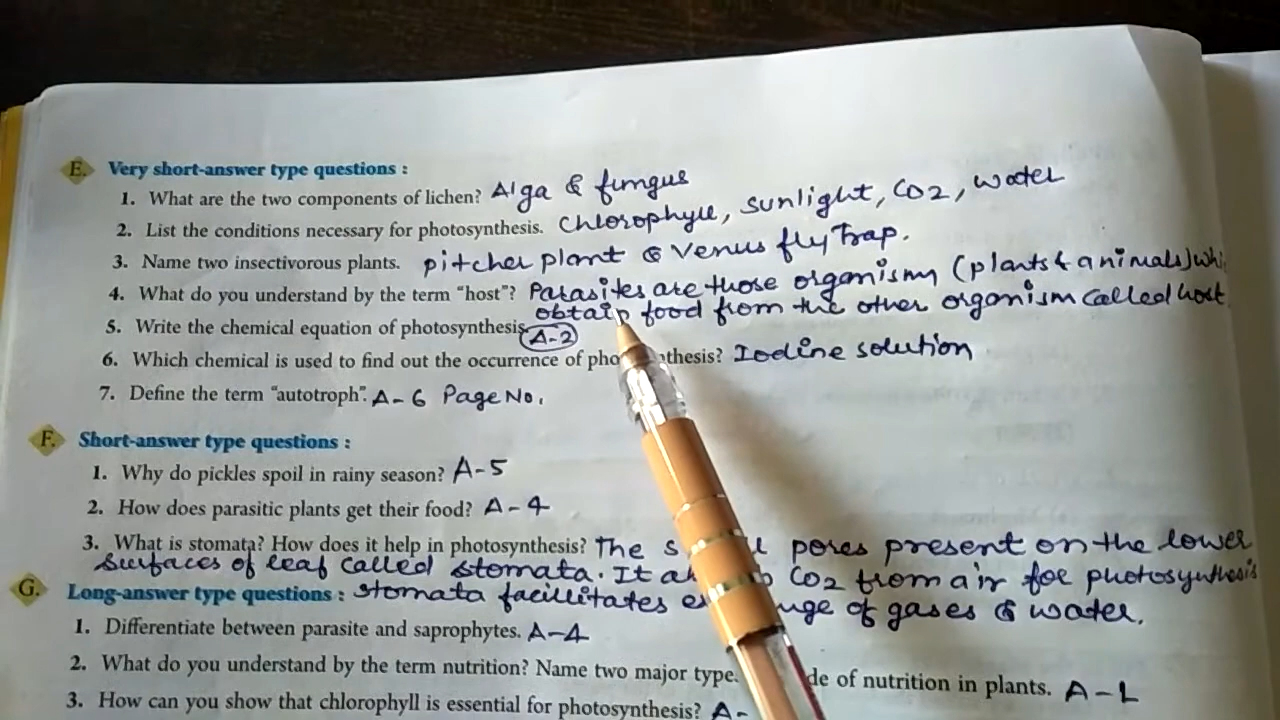 E. Very short-answer type questions :
1. What are the two components of lichen? Alga & fungus
2. List the conditions necessary for photosynthesis. Chlorophyll, sunlight, CO2, water
3. Name two insectivorous plants. pitcher plant & Venus fly Trap.
4. What do you understand by the term "host"? Parasites are those organism (plants & animals) whi
obtain food from the other organism called host
5. Write the chemical equation of photosynthesis A-2
6. Which chemical is used to find out the occurrence of pho thesis? Iodine solution
7. Define the term "autotroph". A-6 Page No.
F. Short-answer type questions :
1. Why do pickles spoil in rainy season? A-5
2. How does parasitic plants get their food? A-4
3. What is stomata? How does it help in photosynthesis? The pores present on the lower
surfaces of leaf called stomata. It CO2 from air for photosynthesis
G. Long-answer type questions : Stomata facillitates of gases & water.
1. Differentiate between parasite and saprophytes. A-4
2. What do you understand by the term nutrition? Name two major type de of nutrition in plants. A-L
3. How can you show that chlorophyll is essential for photosynthesis? A-